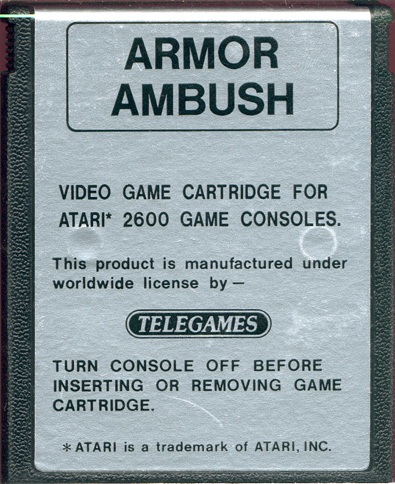 ARMOR
AMBUSH
VIDEO GAME CARTRIDGE FOR
ATARI* 2600 GAME CONSOLES.
This product is manufactured under
worldwide license by —
TELEGAMES
TURN CONSOLE OFF BEFORE
INSERTING OR REMOVING GAME
CARTRIDGE.
* ATARI is a trademark of ATARI, INC.